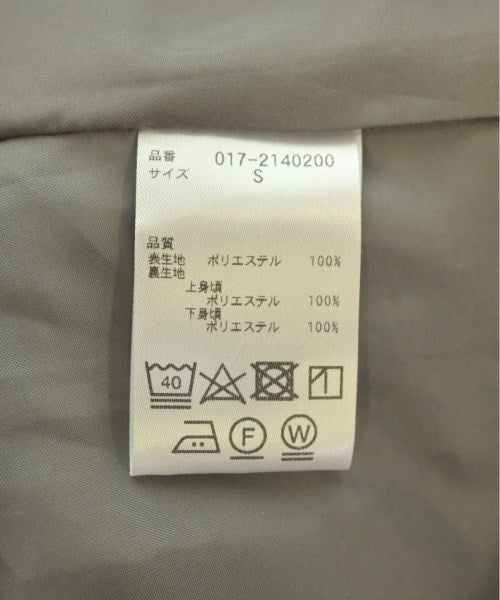 品番 017-2140200
サイズ S
品質
表生地 ポリエステル 100%
裏生地
上身頃
ポリエステル 100%
下身頃
ポリエステル 100%
40
F W